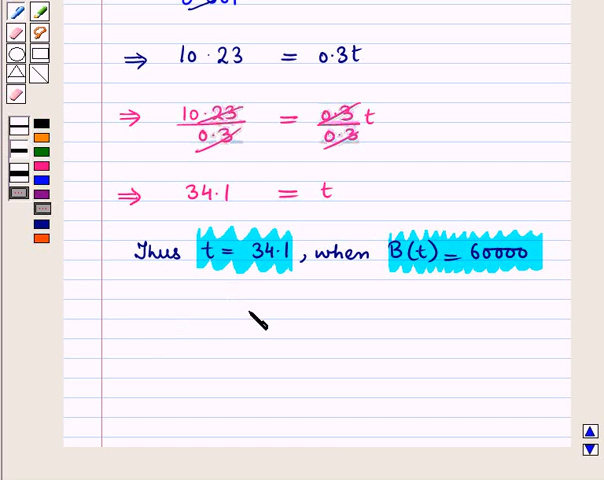 ⇒ 10.23 = 0.3t
⇒ 10.23/0.3 = 0.3/0.3 t
⇒ 34.1 = t
Thus t = 34.1, when B(t) = 60000